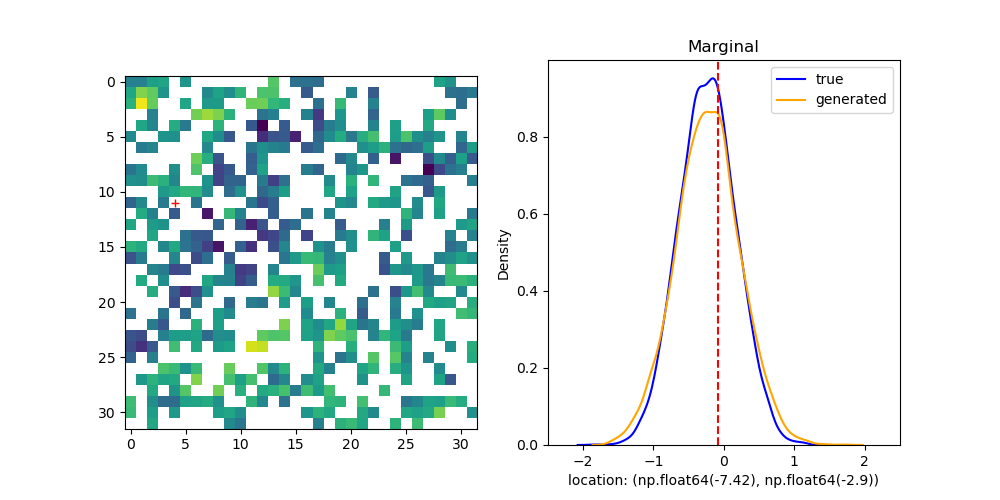 Marginal
true
generated
Density
0
5
10
15
20
25
30
0 5 10 15 20 25 30
0.0
0.2
0.4
0.6
0.8
−2 −1 0 1 2
location: (np.float64(-7.42), np.float64(-2.9))